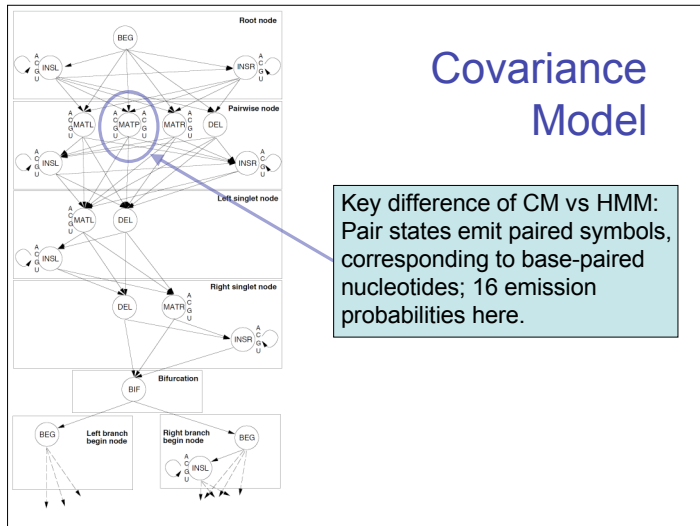 Covariance
Model
Root node
BEG
A C G U INSL
INSR A C G U
Pairwise node
A C G U MATL
A C G U MATP A C G U
MATR A C G U
DEL
INSL A C G U
INSR A C G U
Left singlet node
A C G U MATL
DEL
INSL A C G U
Right singlet node
DEL
MATR A C G U
INSR A C G U
Bifurcation
BIF
BEG
Left branch
begin node
Right branch
begin node
BEG
A C G U INSL
Key difference of CM vs HMM:
Pair states emit paired symbols,
corresponding to base-paired
nucleotides; 16 emission
probabilities here.